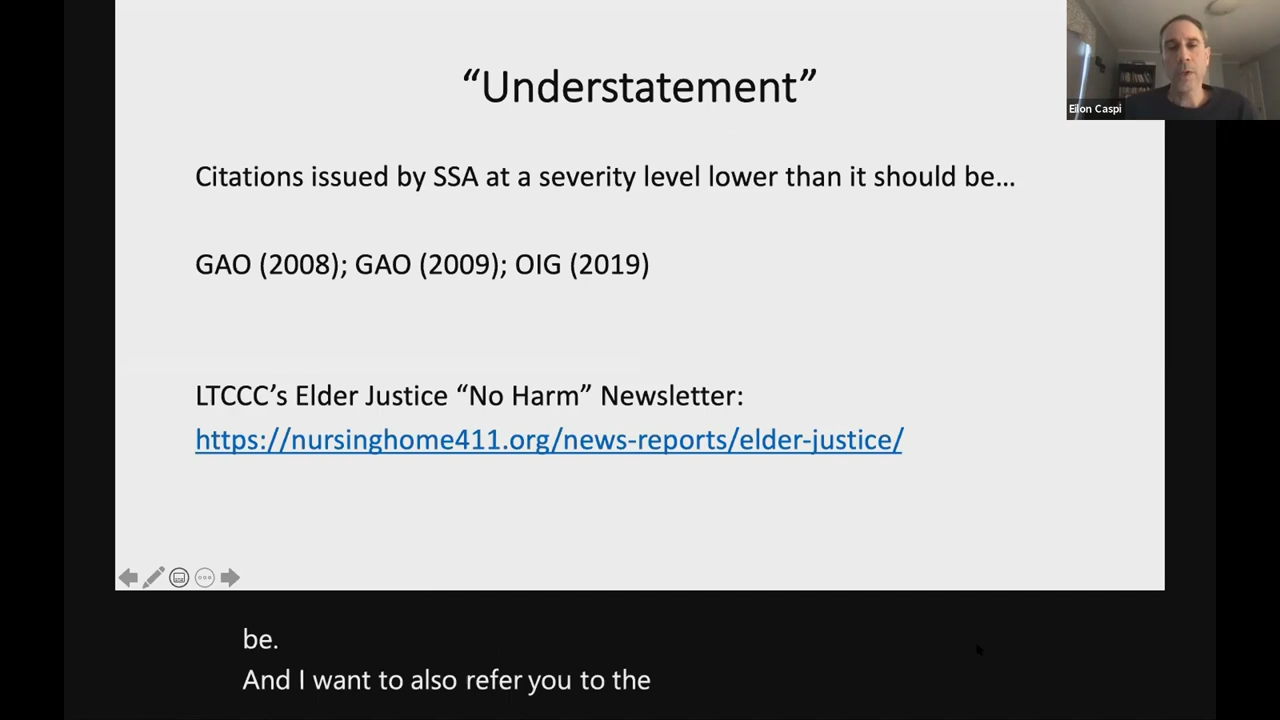 “Understatement”
Eilon Caspi
Citations issued by SSA at a severity level lower than it should be...
GAO (2008); GAO (2009); OIG (2019)
LTCCC’s Elder Justice “No Harm” Newsletter:
https://nursinghome411.org/news-reports/elder-justice/
be.
And I want to also refer you to the